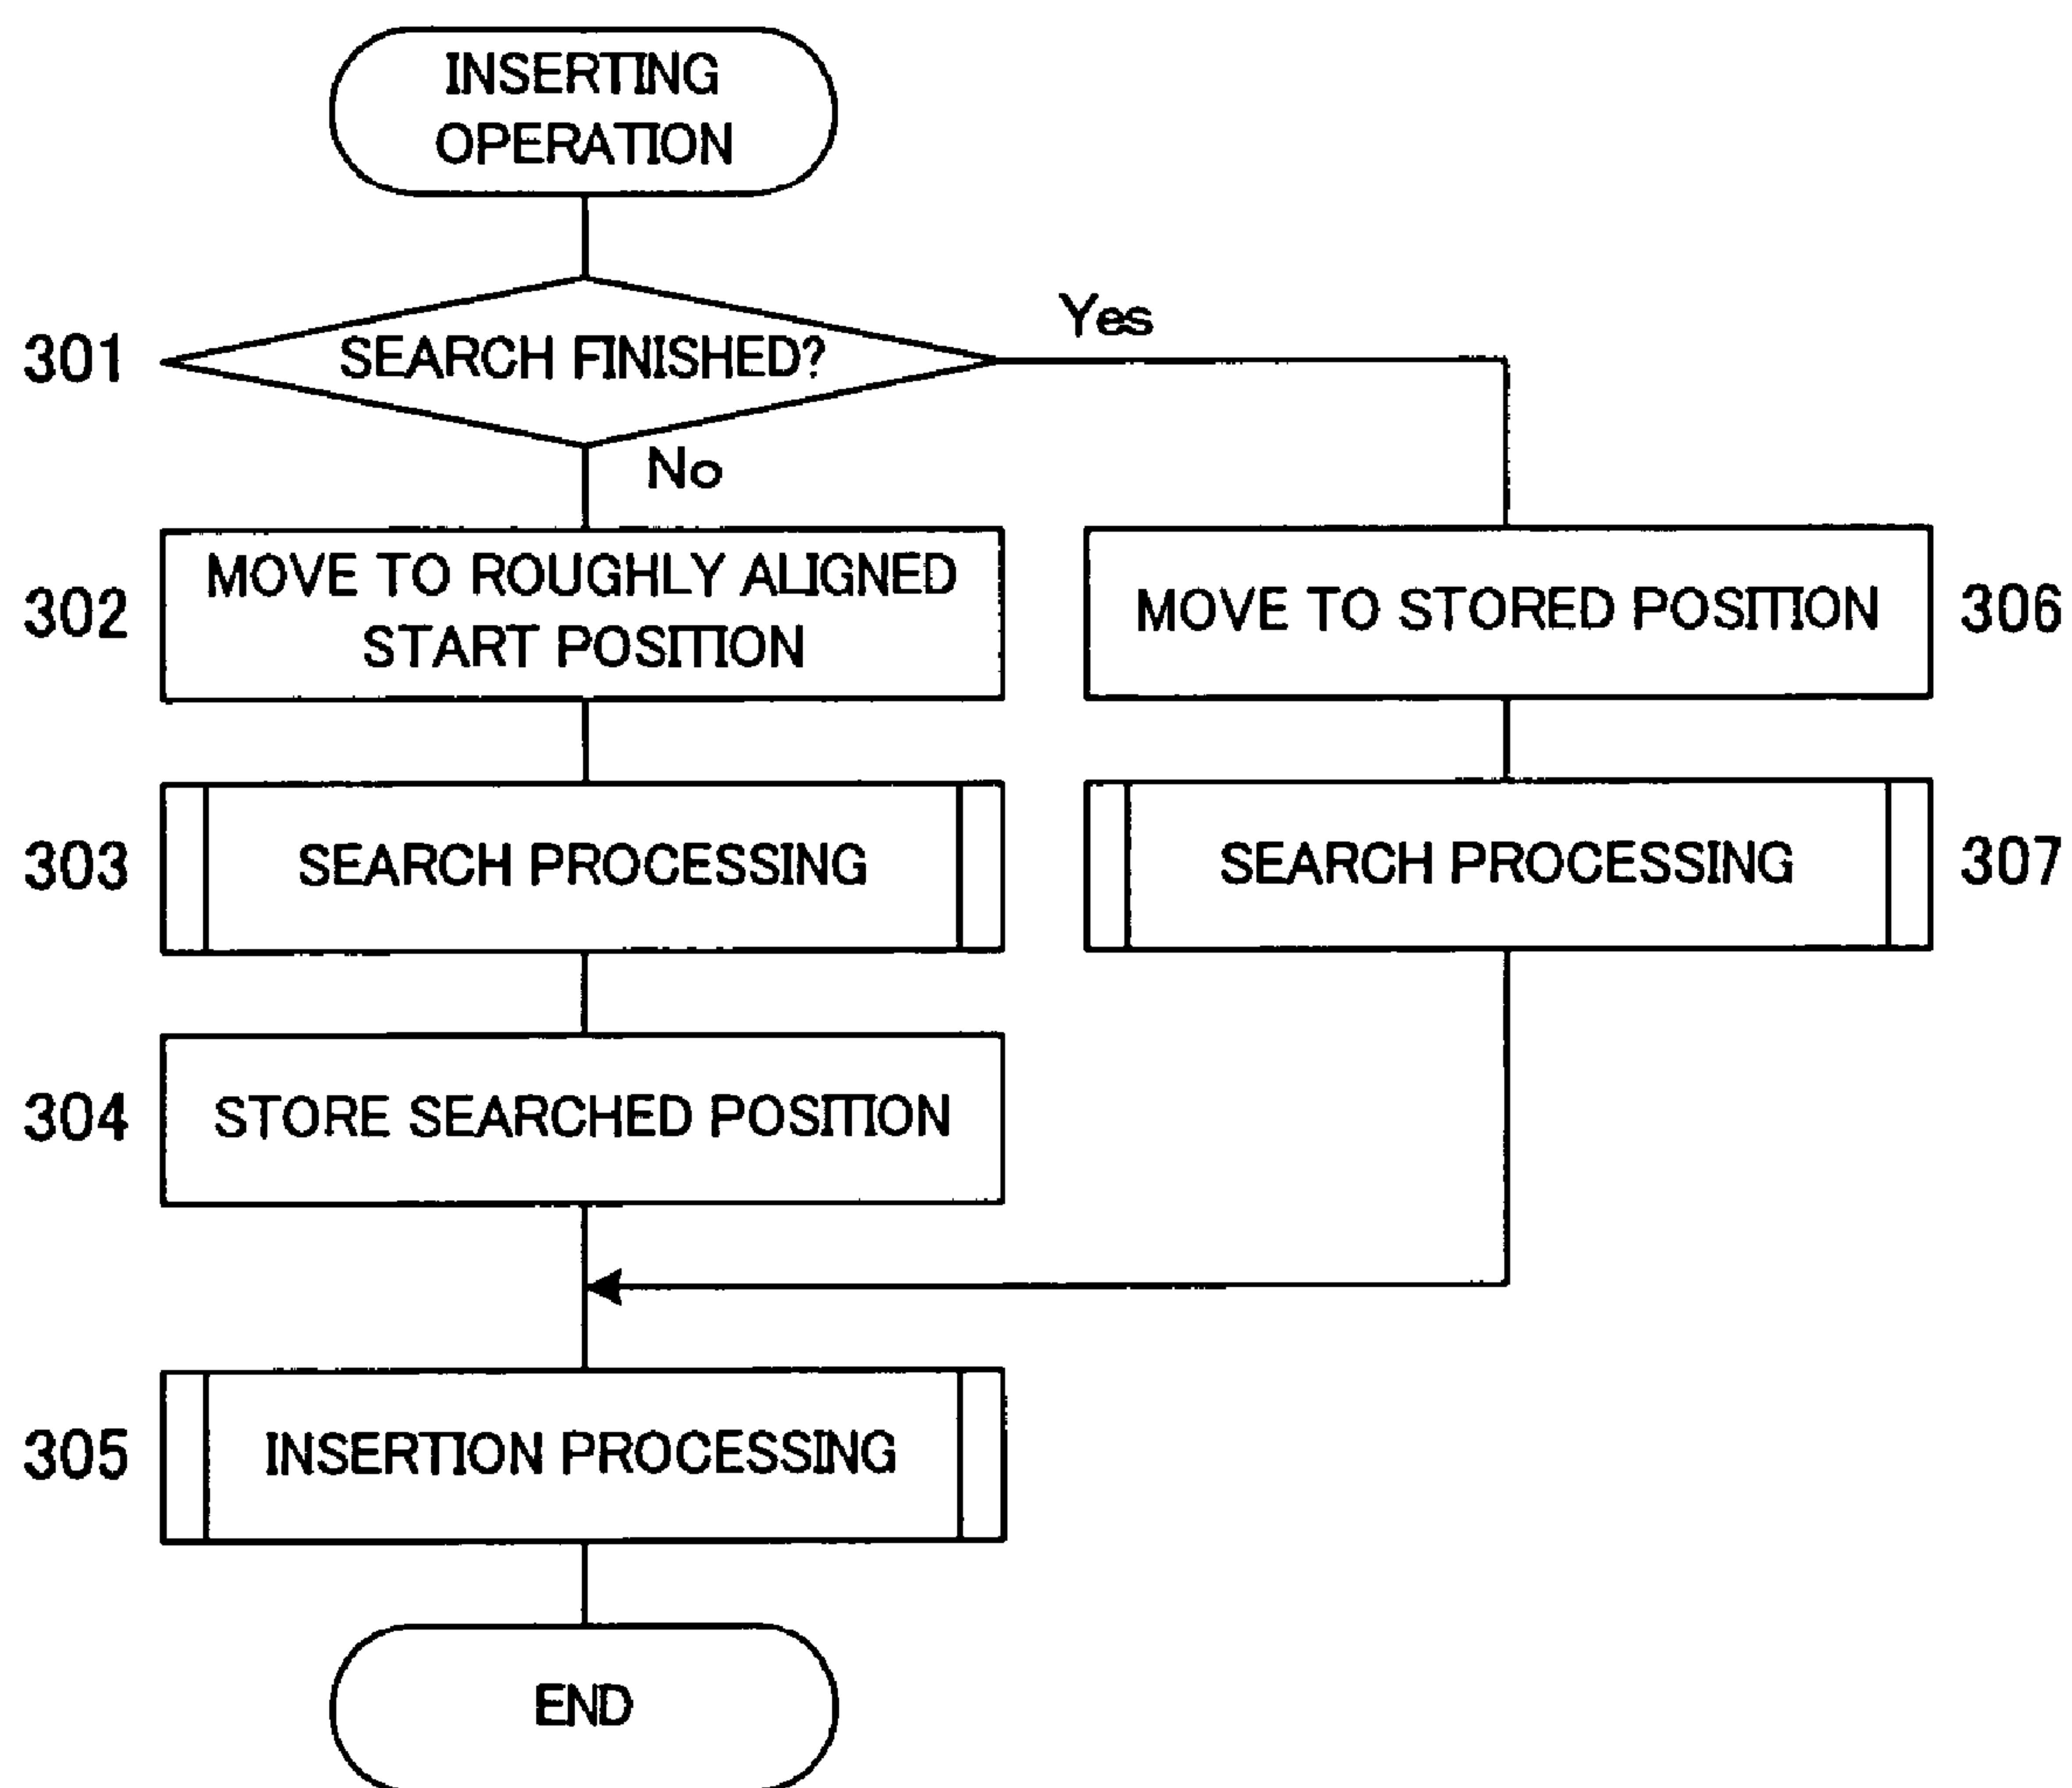 INSERTING
OPERATION
301
SEARCH FINISHED?
Yes
No
302
MOVE TO ROUGHLY ALIGNED
START POSITION
MOVE TO STORED POSITION
306
303
SEARCH PROCESSING
SEARCH PROCESSING
307
304
STORE SEARCHED POSITION
305
INSERTION PROCESSING
END